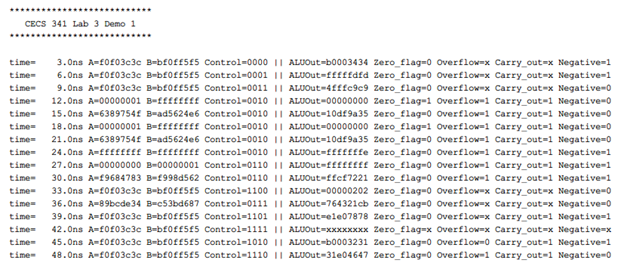 ***************************
CECS 341 Lab 3 Demo 1
***************************
time= 3.0ns A=f0f03c3c B=bf0ff5f5 Control=0000 || ALUOut=b0003434 Zero_flag=0 Overflow=x Carry_out=x Negative=1
time= 6.0ns A=f0f03c3c B=bf0ff5f5 Control=0001 || ALUOut=fffffdfd Zero_flag=0 Overflow=x Carry_out=x Negative=1
time= 9.0ns A=f0f03c3c B=bf0ff5f5 Control=0011 || ALUOut=4fffc9c9 Zero_flag=0 Overflow=x Carry_out=x Negative=0
time= 12.0ns A=00000001 B=ffffffff Control=0010 || ALUOut=00000000 Zero_flag=1 Overflow=1 Carry_out=1 Negative=0
time= 15.0ns A=6389754f B=ad5624e6 Control=0010 || ALUOut=10df9a35 Zero_flag=0 Overflow=1 Carry_out=1 Negative=0
time= 18.0ns A=00000001 B=ffffffff Control=0010 || ALUOut=00000000 Zero_flag=1 Overflow=1 Carry_out=1 Negative=0
time= 21.0ns A=6389754f B=ad5624e6 Control=0010 || ALUOut=10df9a35 Zero_flag=0 Overflow=1 Carry_out=1 Negative=0
time= 24.0ns A=ffffffff B=ffffffff Control=0010 || ALUOut=fffffffe Zero_flag=0 Overflow=1 Carry_out=1 Negative=1
time= 27.0ns A=00000000 B=00000001 Control=0110 || ALUOut=ffffffff Zero_flag=0 Overflow=1 Carry_out=1 Negative=1
time= 30.0ns A=f9684783 B=f998d562 Control=0110 || ALUOut=ffcf7221 Zero_flag=0 Overflow=1 Carry_out=1 Negative=1
time= 33.0ns A=f0f03c3c B=bf0ff5f5 Control=1100 || ALUOut=00000202 Zero_flag=0 Overflow=x Carry_out=x Negative=0
time= 36.0ns A=89bcde34 B=c53bd687 Control=0111 || ALUOut=764321cb Zero_flag=0 Overflow=x Carry_out=x Negative=0
time= 39.0ns A=f0f03c3c B=bf0ff5f5 Control=1101 || ALUOut=e1e07878 Zero_flag=0 Overflow=x Carry_out=1 Negative=1
time= 42.0ns A=f0f03c3c B=bf0ff5f5 Control=1111 || ALUOut=xxxxxxxx Zero_flag=x Overflow=x Carry_out=x Negative=x
time= 45.0ns A=f0f03c3c B=bf0ff5f5 Control=1010 || ALUOut=b0003231 Zero_flag=0 Overflow=0 Carry_out=1 Negative=1
time= 48.0ns A=f0f03c3c B=bf0ff5f5 Control=1110 || ALUOut=31e04647 Zero_flag=0 Overflow=1 Carry_out=1 Negative=0